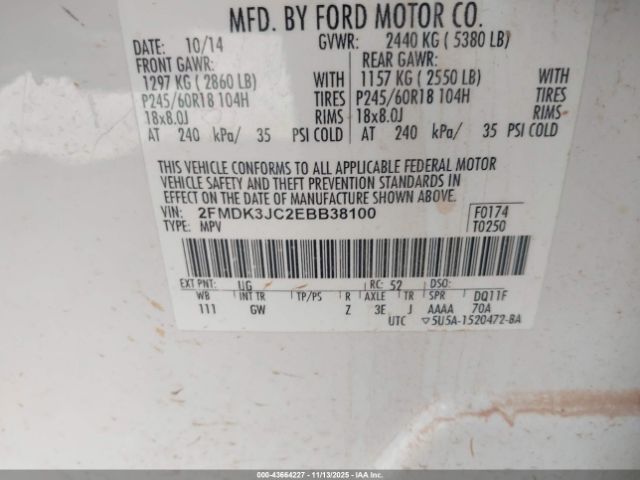 MFD. BY FORD MOTOR CO.
DATE: 10/14 GVWR: 2440 KG ( 5380 LB)
FRONT GAWR: REAR GAWR:
1297 KG ( 2860 LB) WITH 1157 KG ( 2550 LB) WITH
P245/60R18 104H TIRES P245/60R18 104H TIRES
18x8.0J RIMS 18x8.0J RIMS
AT 240 kPa/ 35 PSI COLD AT 240 kPa/ 35 PSI COLD
THIS VEHICLE CONFORMS TO ALL APPLICABLE FEDERAL MOTOR
VEHICLE SAFETY AND THEFT PREVENTION STANDARDS IN
EFFECT ON THE DATE OF MANUFACTURE SHOWN ABOVE.
VIN: 2FMDK3JC2EBB38100 F0174
TYPE: MPV T0250
EXT PNT: UG RC: 52 DSO:
WB INT TR TP/PS R AXLE TR SPR DQ11F
111 GW Z 3E J AAAA 70A
UTC ▽5U5A-1520472-BA
000-43664227 - 11/13/2025 - IAAI.COM